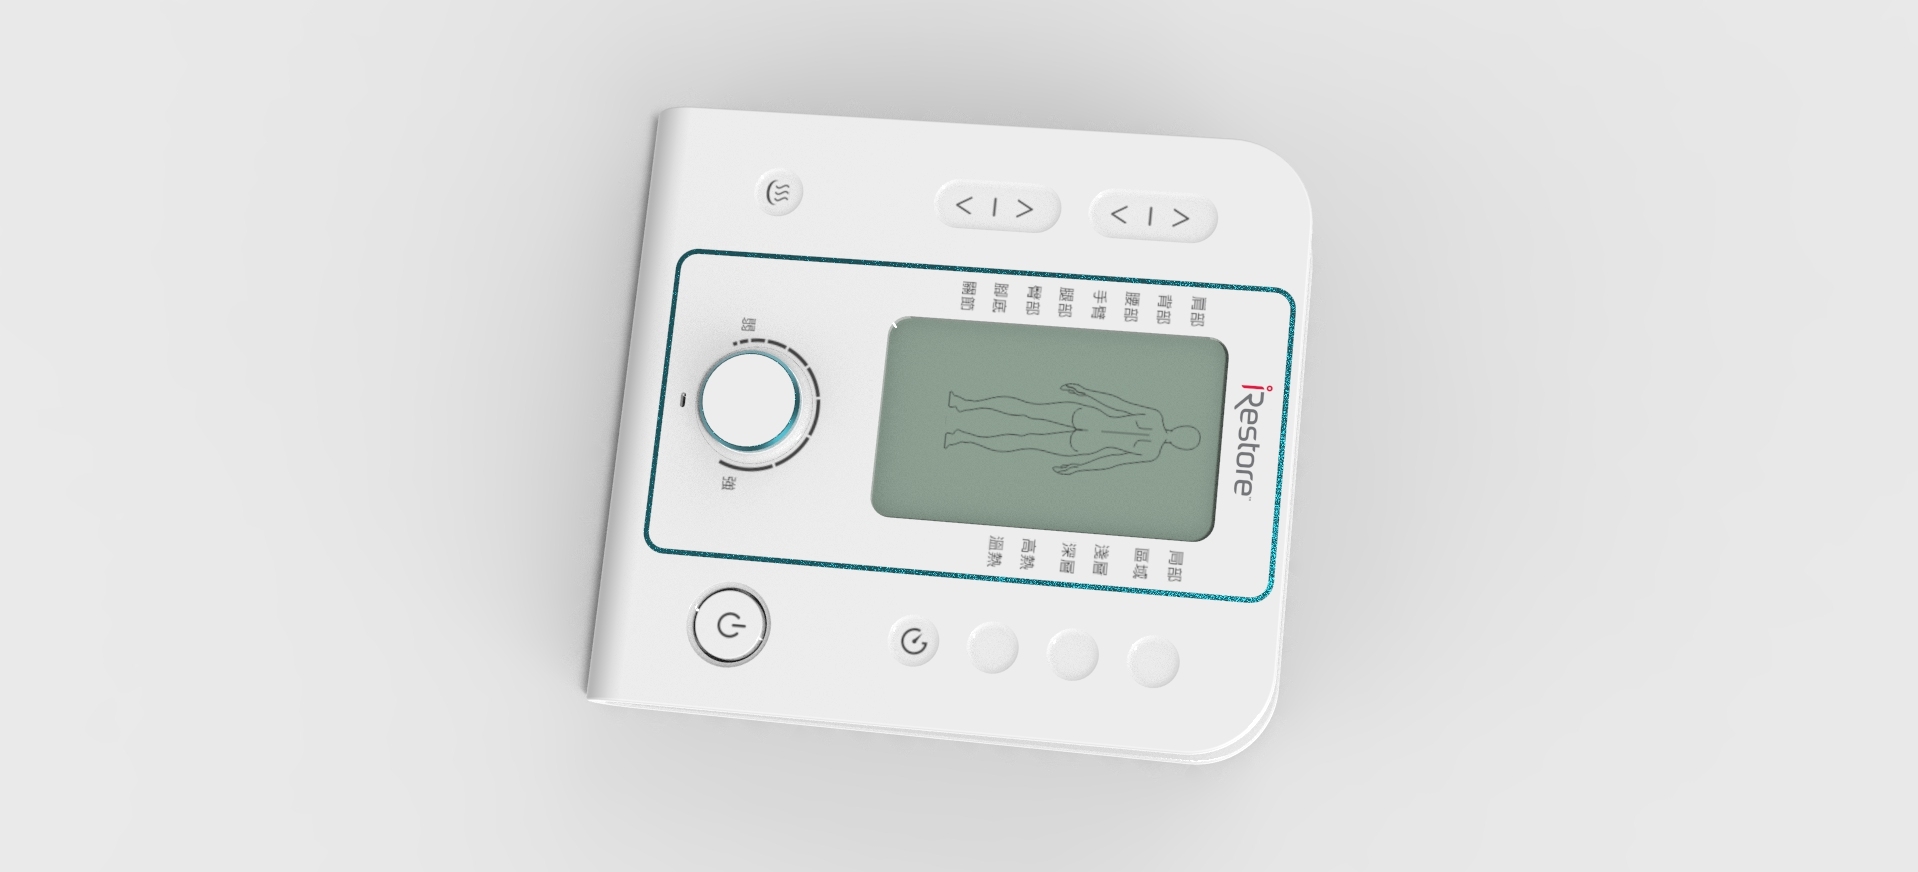 iRestore™
肩部
背部
腰部
手臂
腿部
臀部
腳底
關節
局部
區域
淺層
深層
高熱
溫熱
弱
強